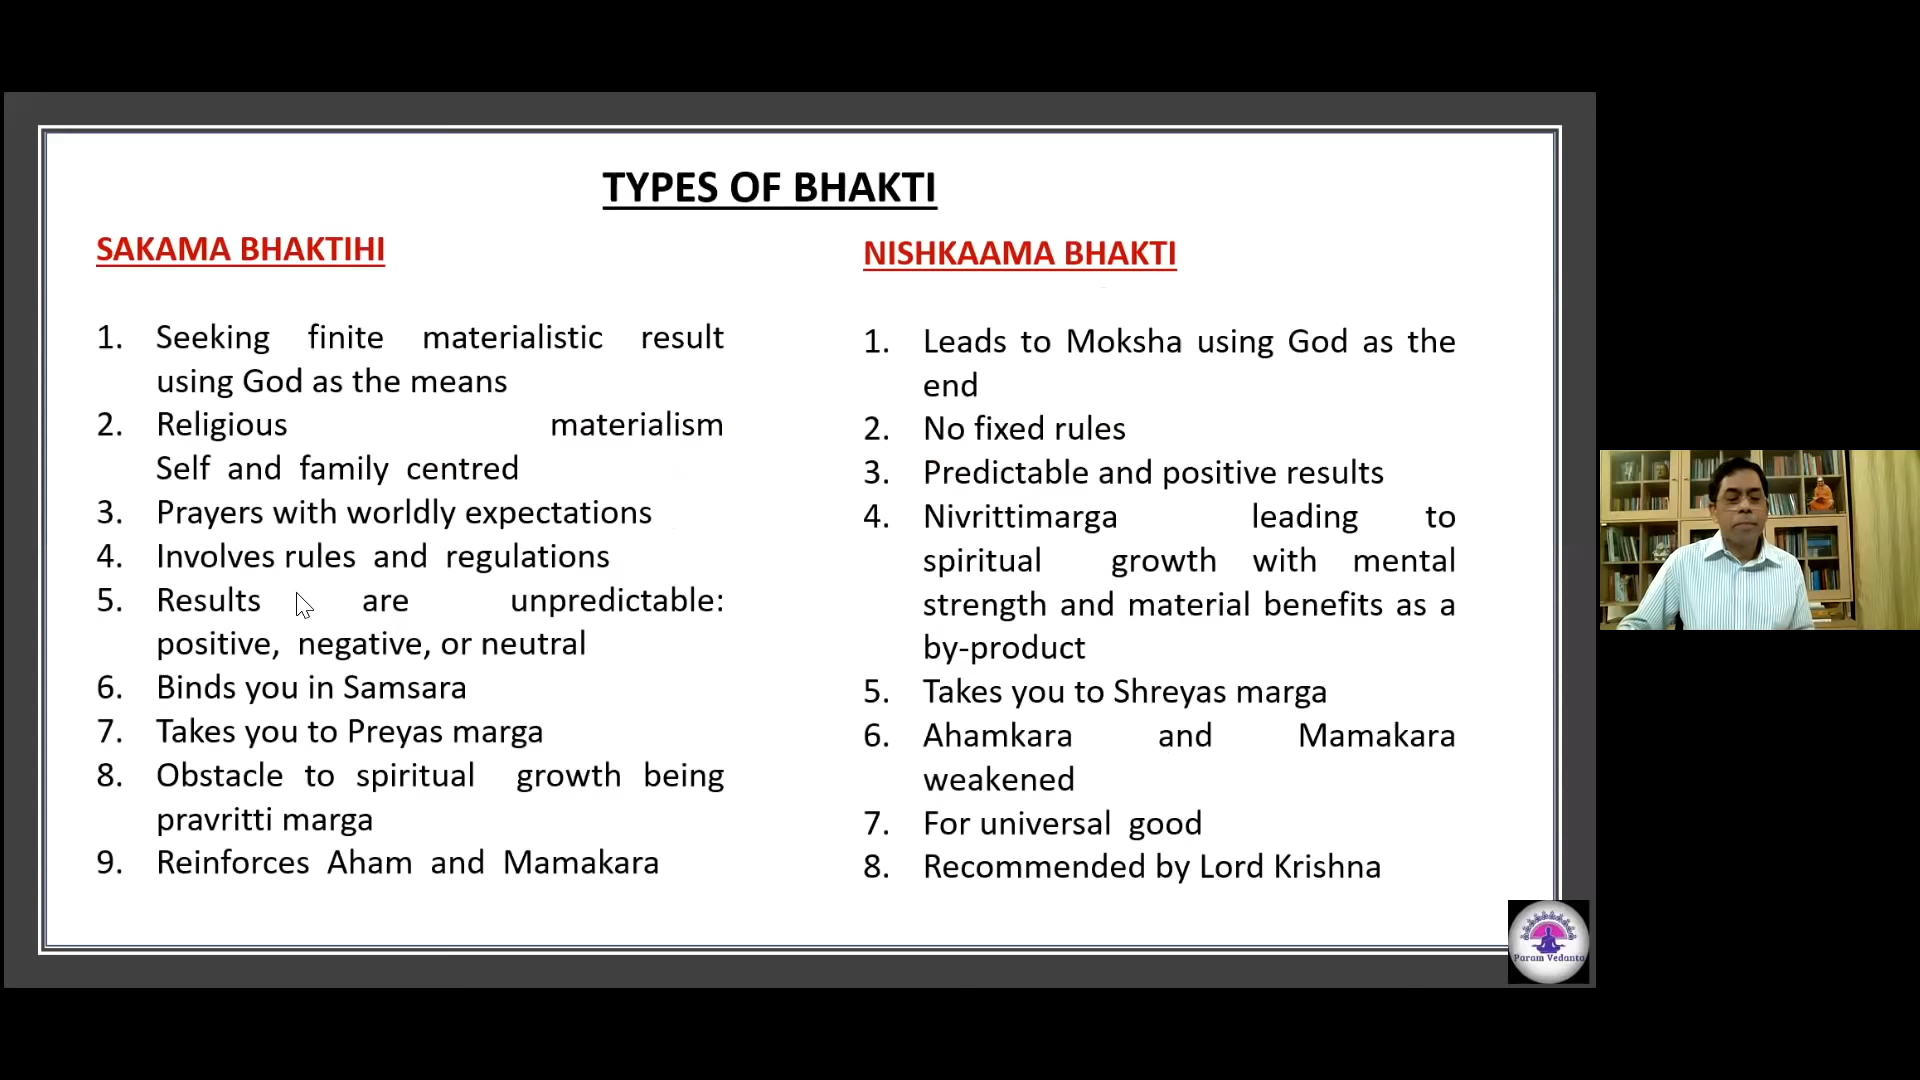 TYPES OF BHAKTI
SAKAMA BHAKTIHI
1. Seeking finite materialistic result
using God as the means
2. Religious materialism
Self and family centred
3. Prayers with worldly expectations
4. Involves rules and regulations
5. Results are unpredictable:
positive, negative, or neutral
6. Binds you in Samsara
7. Takes you to Preyas marga
8. Obstacle to spiritual growth being
pravritti marga
9. Reinforces Aham and Mamakara
NISHKAAMA BHAKTI
1. Leads to Moksha using God as the
end
2. No fixed rules
3. Predictable and positive results
4. Nivrittimarga leading to
spiritual growth with mental
strength and material benefits as a
by-product
5. Takes you to Shreyas marga
6. Ahamkara and Mamakara
weakened
7. For universal good
8. Recommended by Lord Krishna
Param Vedanta